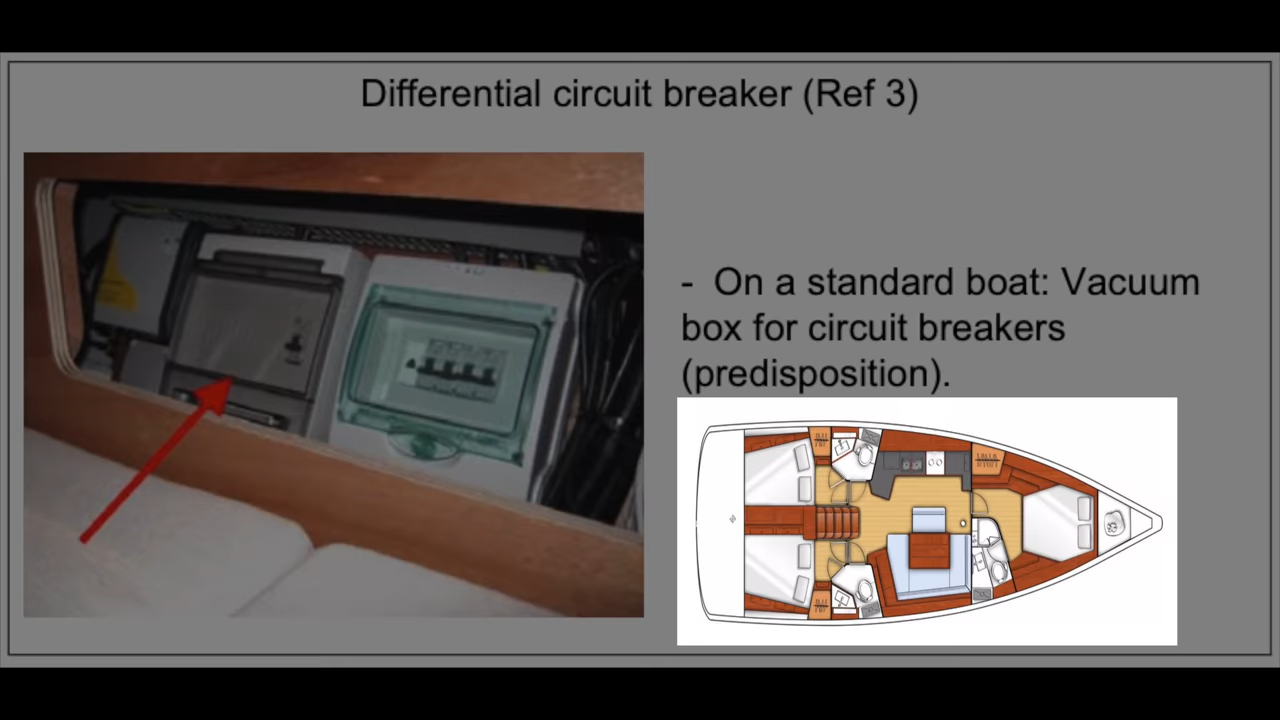 Differential circuit breaker (Ref 3)
- On a standard boat: Vacuum
box for circuit breakers
(predisposition).